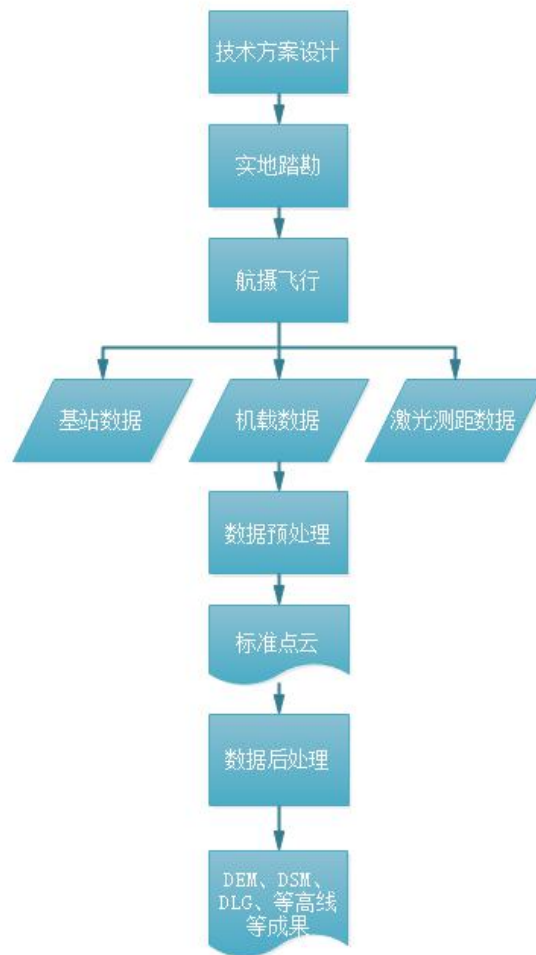 技术方案设计
实地踏勘
航摄飞行
基站数据
机载数据
激光测距数据
数据预处理
标准点云
数据后处理
DEM、DSM、
DLG、等高线
等成果